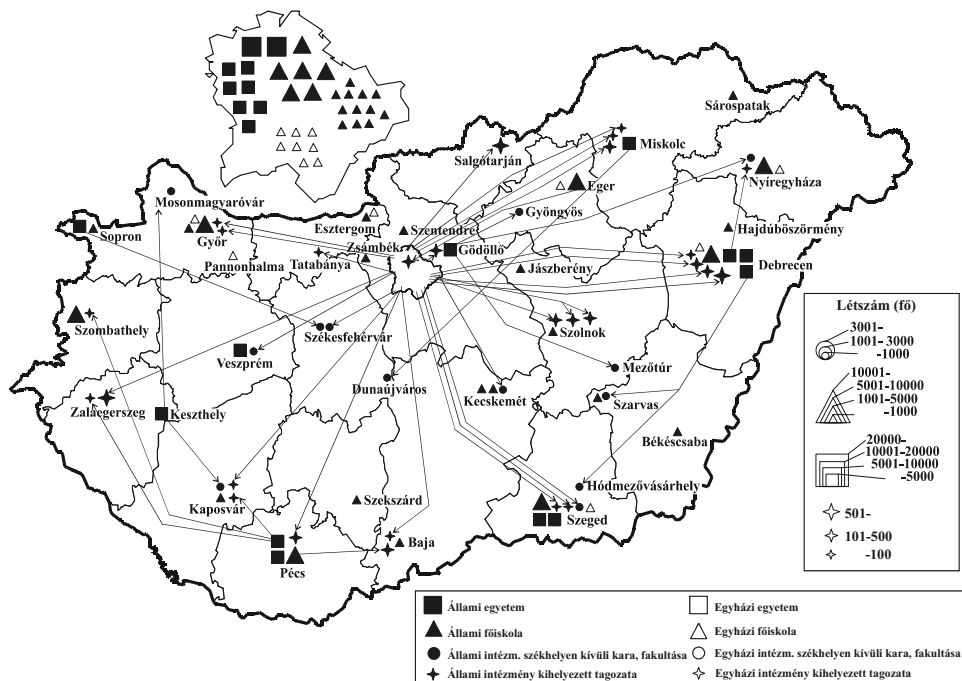 Sárospatak
Miskolc
Salgótarján
Nyíregyháza
Eger
Mosonmagyaróvár
Gyöngyös
Esztergom
Szentendre
Hajdúböszörmény
Sopron
Győr
Zsámbék
Gödöllő
Pannonhalma
Tatabánya
Jászberény
Debrecen
Létszám (fő)
3001-
1001- 3000
-1000
10001-
5001-10000
1001-5000
-1000
20000-
10001-20000
5001-10000
-5000
501-
101-500
-100
Szombathely
Székesfehérvár
Szolnok
Veszprém
Mezőtúr
Dunaújváros
Kecskemét
Szarvas
Zalaegerszeg
Keszthely
Békéscsaba
Hódmezővásárhely
Kaposvár
Szekszárd
Szeged
Baja
Pécs
Állami egyetem
Egyházi egyetem
Állami főiskola
Egyházi főiskola
Állami intézm. székhelyen kívüli kara, fakultása
Egyházi intézm. székhelyen kívüli kara, fakultása
Állami intézmény kihelyezett tagozata
Egyházi intézmény kihelyezett tagozata